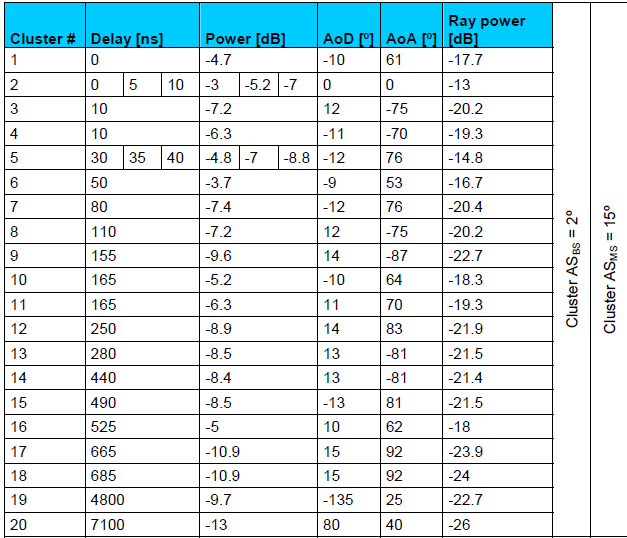 Cluster # Delay [ns] Power [dB] AoD [º] AoA [º] Ray power [dB]
1 0 -4.7 -10 61 -17.7
2 0 5 10 -3 -5.2 -7 0 0 -13
3 10 -7.2 12 -75 -20.2
4 10 -6.3 -11 -70 -19.3
5 30 35 40 -4.8 -7 -8.8 -12 76 -14.8
6 50 -3.7 -9 53 -16.7
7 80 -7.4 -12 76 -20.4
8 110 -7.2 12 -75 -20.2
9 155 -9.6 14 -87 -22.7
10 165 -5.2 -10 64 -18.3
11 165 -6.3 11 70 -19.3
12 250 -8.9 14 83 -21.9
13 280 -8.5 13 -81 -21.5
14 440 -8.4 13 -81 -21.4
15 490 -8.5 -13 81 -21.5
16 525 -5 10 62 -18
17 665 -10.9 15 92 -23.9
18 685 -10.9 15 92 -24
19 4800 -9.7 -135 25 -22.7
20 7100 -13 80 40 -26
Cluster ASBS = 2º
Cluster ASMS = 15º